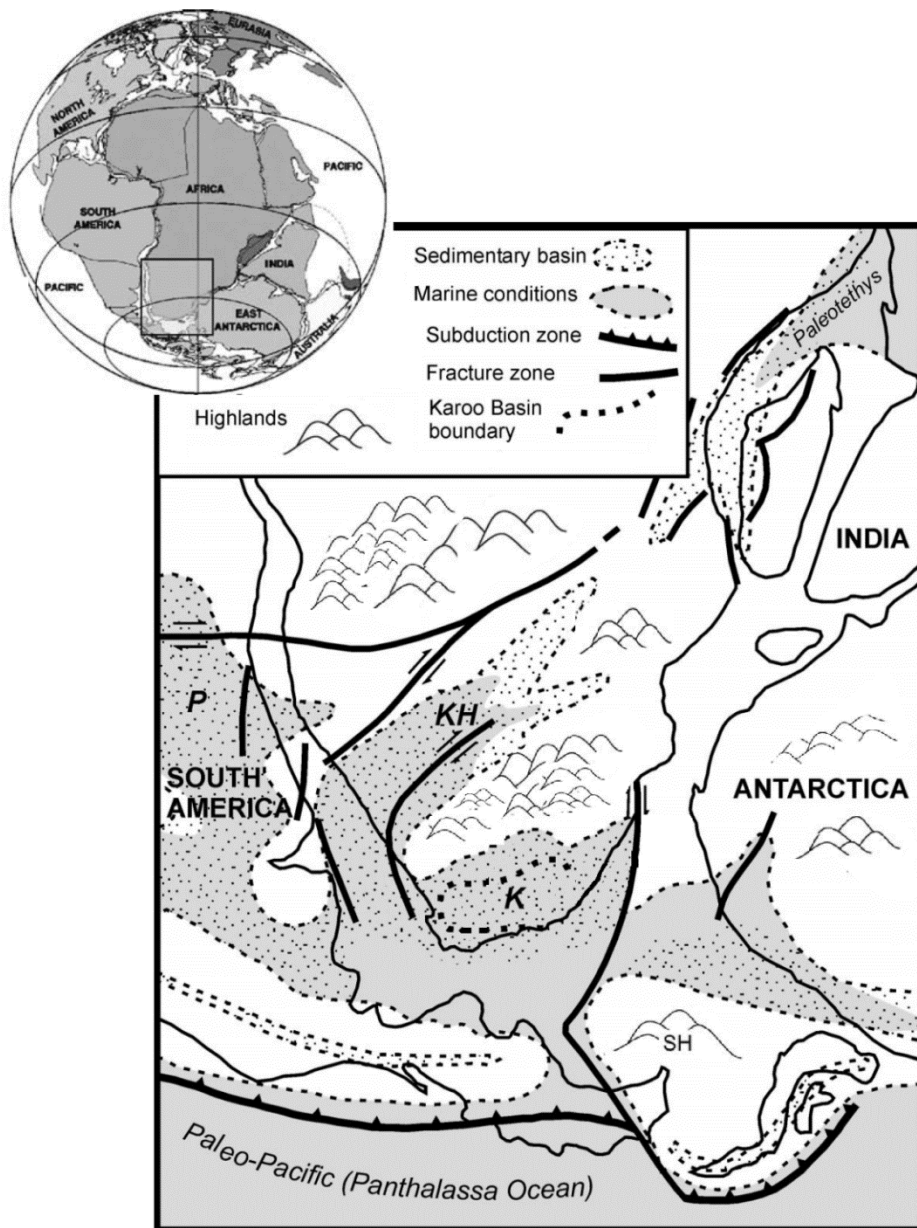 EURASIA
NORTH
AMERICA
PACIFIC
AFRICA
SOUTH
AMERICA
INDIA
PACIFIC
EAST
ANTARCTICA
AUSTRALIA
Sedimentary basin
Marine conditions
Subduction zone
Fracture zone
Karoo Basin
boundary
Highlands
Paleotethys
INDIA
P
KH
SOUTH
AMERICA
ANTARCTICA
K
SH
Paleo-Pacific (Panthalassa Ocean)